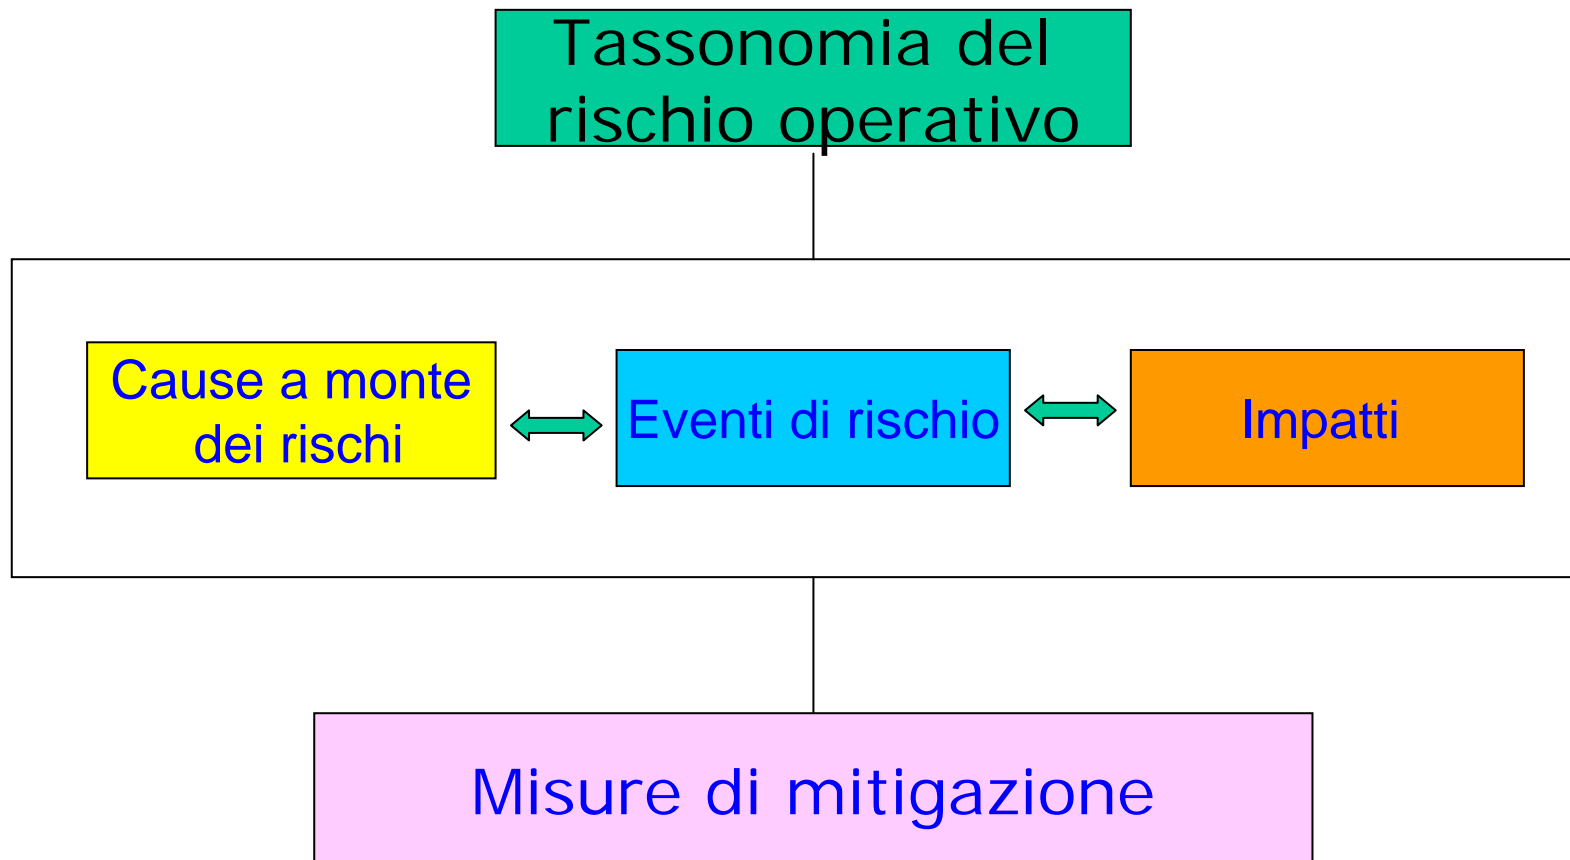 Tassonomia del
rischio operativo
Cause a monte
dei rischi
Eventi di rischio
Impatti
Misure di mitigazione